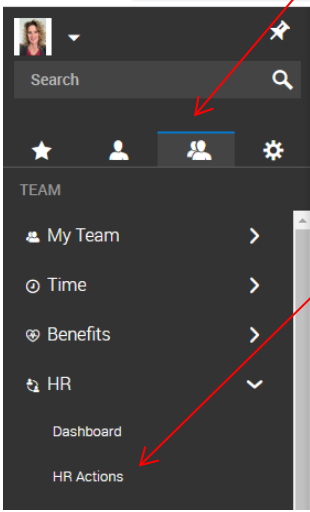 Search
TEAM
My Team
Time
Benefits
HR
Dashboard
HR Actions